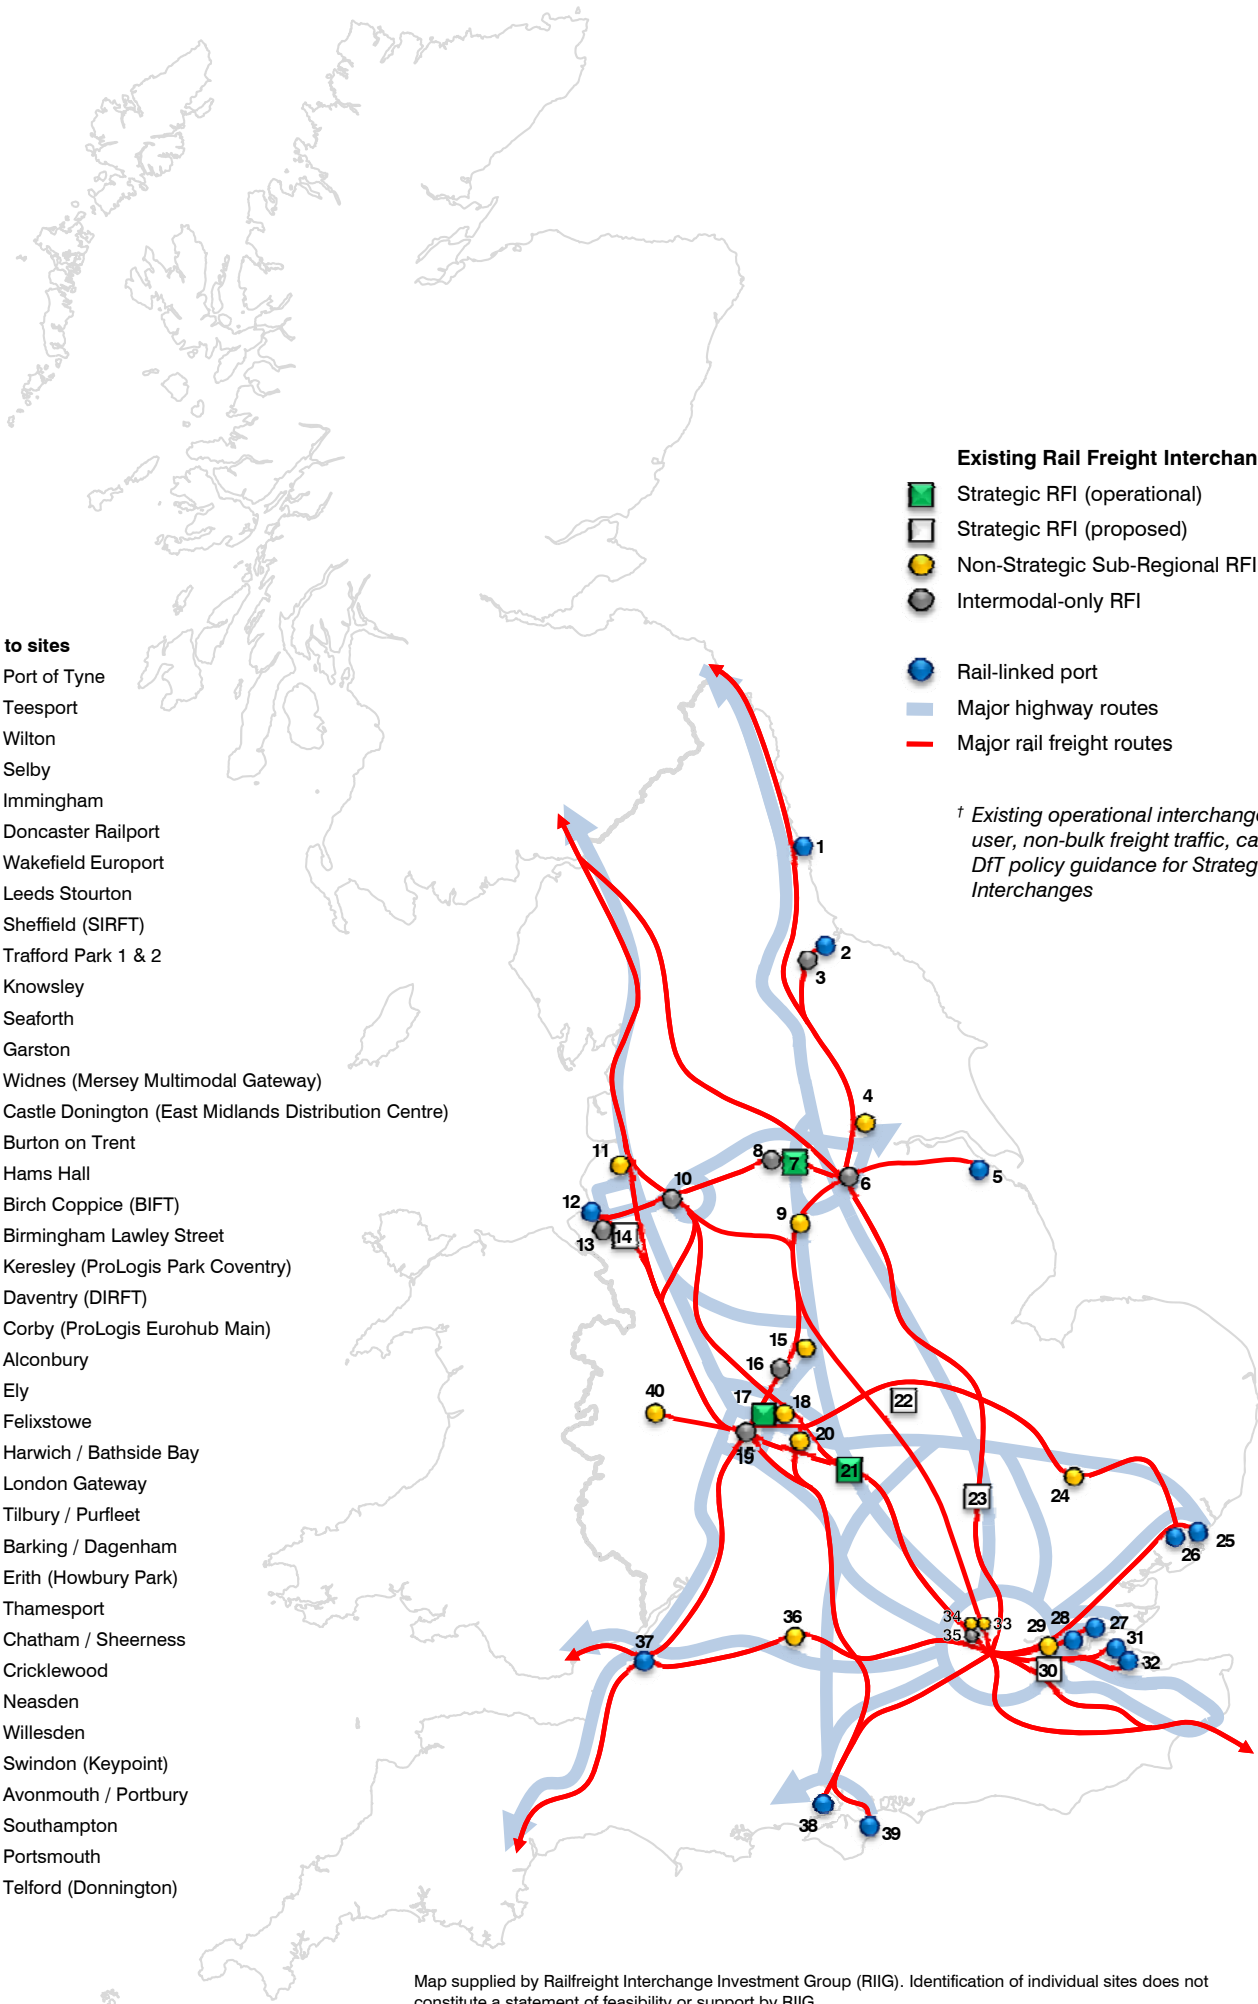 Existing Rail Freight Interchan
Strategic RFI (operational)
Strategic RFI (proposed)
Non-Strategic Sub-Regional RFI
Intermodal-only RFI
Rail-linked port
Major highway routes
Major rail freight routes
† Existing operational interchang
user, non-bulk freight traffic, ca
DfT policy guidance for Strateg
Interchanges
to sites
Port of Tyne
Teesport
Wilton
Selby
Immingham
Doncaster Railport
Wakefield Europort
Leeds Stourton
Sheffield (SIRFT)
Trafford Park 1 & 2
Knowsley
Seaforth
Garston
Widnes (Mersey Multimodal Gateway)
Castle Donington (East Midlands Distribution Centre)
Burton on Trent
Hams Hall
Birch Coppice (BIFT)
Birmingham Lawley Street
Keresley (ProLogis Park Coventry)
Daventry (DIRFT)
Corby (ProLogis Eurohub Main)
Alconbury
Ely
Felixstowe
Harwich / Bathside Bay
London Gateway
Tilbury / Purfleet
Barking / Dagenham
Erith (Howbury Park)
Thamesport
Chatham / Sheerness
Cricklewood
Neasden
Willesden
Swindon (Keypoint)
Avonmouth / Portbury
Southampton
Portsmouth
Telford (Donnington)
1
2
3
4
5
6
7
8
9
10
11
12
13
14
15
16
17
18
19
20
21
22
23
24
25
26
27
28
29
30
31
32
33
34
35
36
37
38
39
40
Map supplied by Railfreight Interchange Investment Group (RIIG). Identification of individual sites does not
constitute a statement of feasibility or support by RIIG